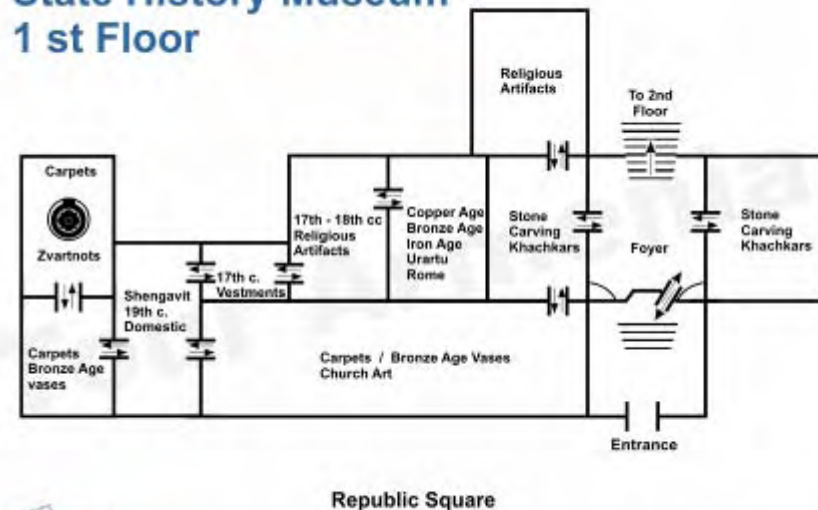 State History Museum
1 st Floor
Religious
Artifacts
To 2nd
Floor
Carpets
Zvartnots
17th - 18th cc
Religious
Artifacts
Copper Age
Bronze Age
Iron Age
Urartu
Rome
Stone
Carving
Khachkars
Foyer
Stone
Carving
Khachkars
Shengavit
19th c.
Domestic
17th c.
Vestments
Carpets
Bronze Age
vases
Carpets / Bronze Age Vases
Church Art
Entrance
Republic Square